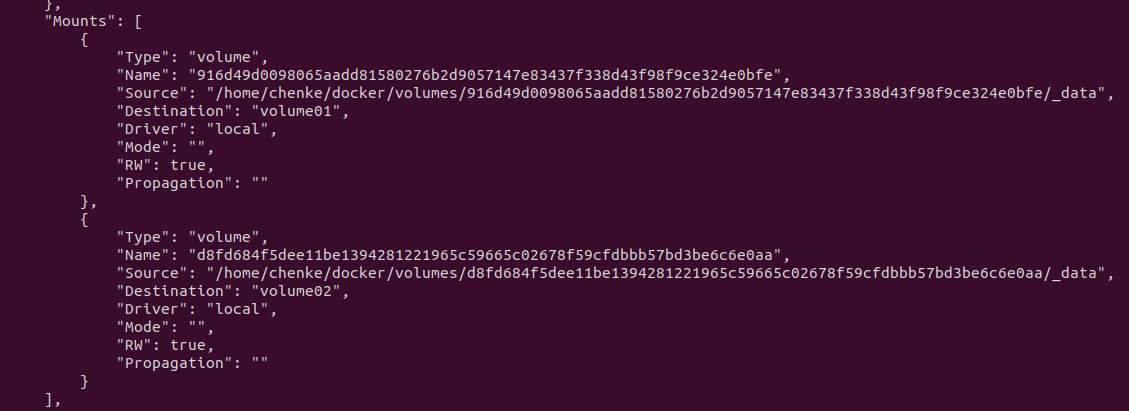 },
"Mounts": [
{
"Type": "volume",
"Name": "916d49d0098065aadd81580276b2d9057147e83437f338d43f98f9ce324e0bfe",
"Source": "/home/chenke/docker/volumes/916d49d0098065aadd81580276b2d9057147e83437f338d43f98f9ce324e0bfe/_data",
"Destination": "volume01",
"Driver": "local",
"Mode": "",
"RW": true,
"Propagation": ""
},
{
"Type": "volume",
"Name": "d8fd684f5dee11be1394281221965c59665c02678f59cfdbbb57bd3be6c6e0aa",
"Source": "/home/chenke/docker/volumes/d8fd684f5dee11be1394281221965c59665c02678f59cfdbbb57bd3be6c6e0aa/_data",
"Destination": "volume02",
"Driver": "local",
"Mode": "",
"RW": true,
"Propagation": ""
}
],